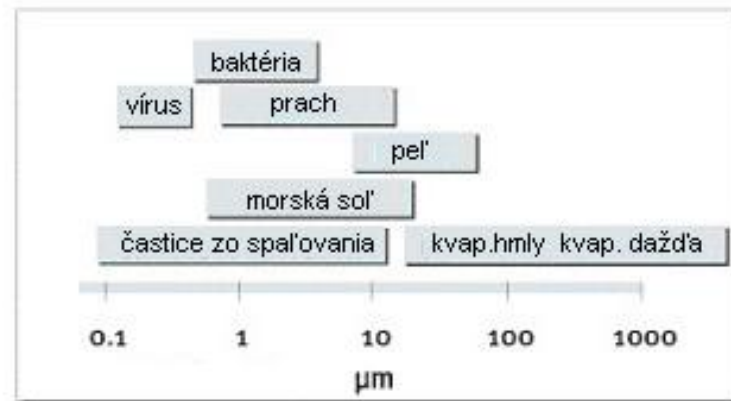 baktéria
vírus prach
peľ
morská soľ
častice zo spaľovania kvap.hmly kvap. dažďa
0.1 1 10 100 1000
µm